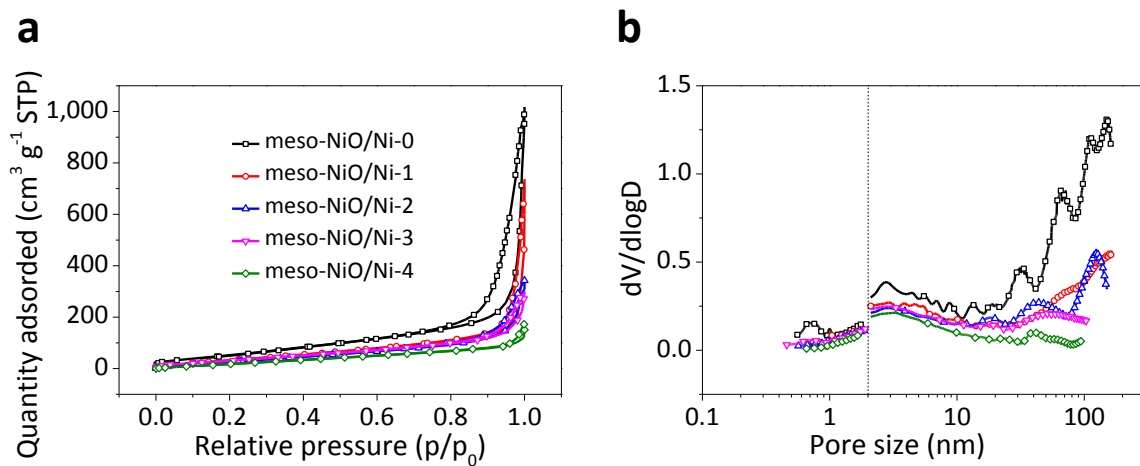 a
Quantity adsorded (cm³ g⁻¹ STP)
1,000
800
600
400
200
0
meso-NiO/Ni-0
meso-NiO/Ni-1
meso-NiO/Ni-2
meso-NiO/Ni-3
meso-NiO/Ni-4
0.0 0.2 0.4 0.6 0.8 1.0
Relative pressure (p/p₀)
b
dV/dlogD
1.5
1.0
0.5
0.0
0.1 1 10 100
Pore size (nm)